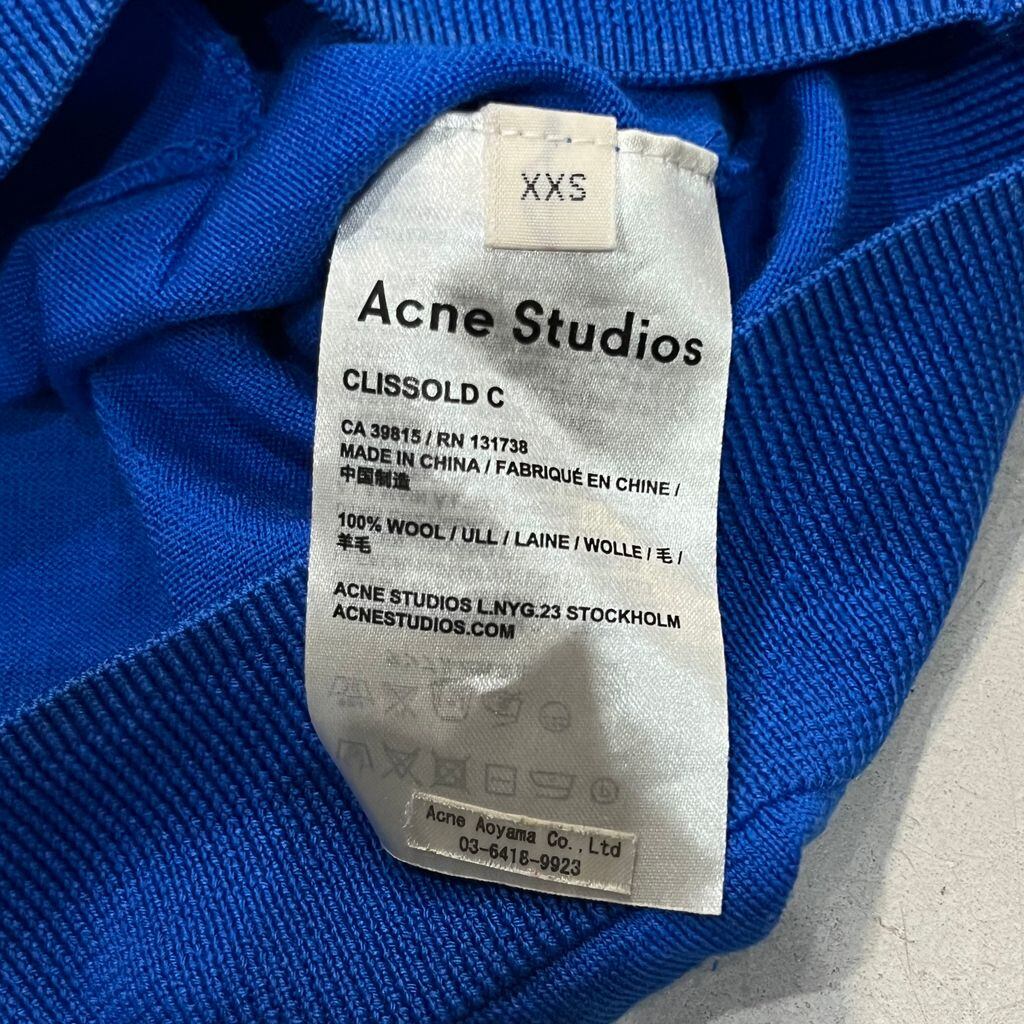 XXS
Acne Studios
CLISSOLD C
CA 39815 / RN 131738
MADE IN CHINA / FABRIQUÉ EN CHINE /
中国制造
100% WOOL / ULL / LAINE / WOLLE / 毛 /
羊毛
ACNE STUDIOS L.NYG.23 STOCKHOLM
ACNESTUDIOS.COM
Acne Aoyama Co.,Ltd
03-6418-9923